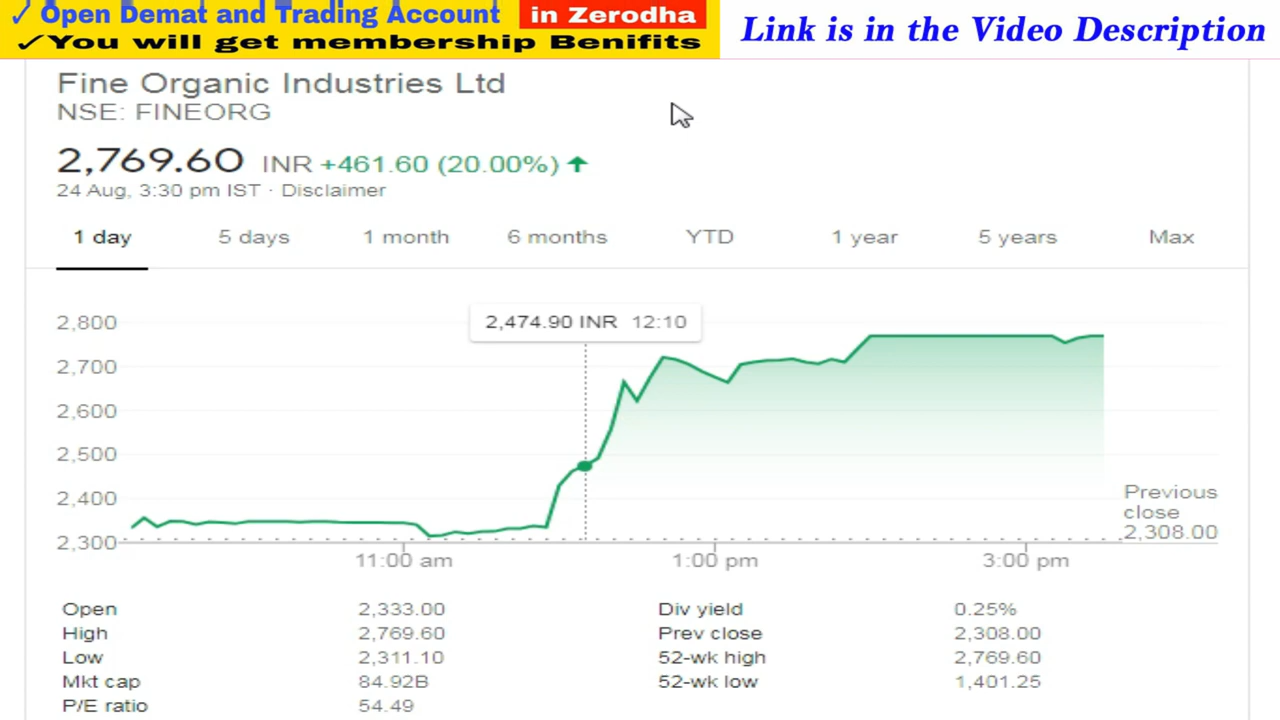 ✓ Open Demat and Trading Account in Zerodha
✓You will get membership Benifits
Link is in the Video Description
Fine Organic Industries Ltd
NSE: FINEORG
2,769.60 INR +461.60 (20.00%) ↑
24 Aug, 3:30 pm IST · Disclaimer
1 day 5 days 1 month 6 months YTD 1 year 5 years Max
2,474.90 INR 12:10
2,800
2,700
2,600
2,500
2,400
2,300
Previous
close
2,308.00
11:00 am 1:00 pm 3:00 pm
Open 2,333.00 Div yield 0.25%
High 2,769.60 Prev close 2,308.00
Low 2,311.10 52-wk high 2,769.60
Mkt cap 84.92B 52-wk low 1,401.25
P/E ratio 54.49